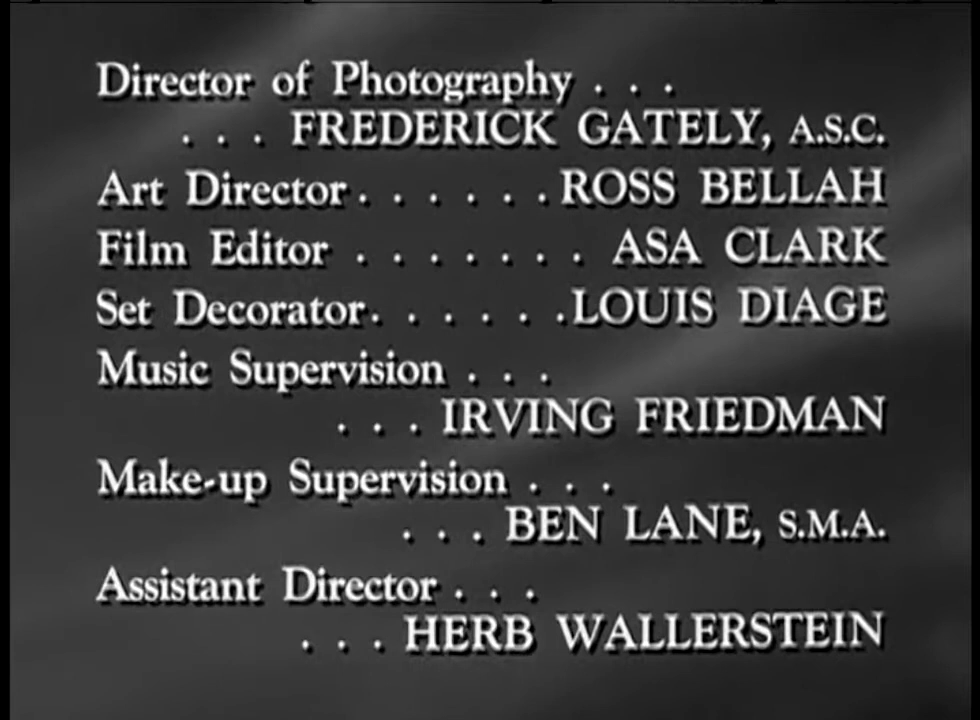 Director of Photography . . .
. . . FREDERICK GATELY, A.S.C.
Art Director . . . . . . ROSS BELLAH
Film Editor . . . . . . . ASA CLARK
Set Decorator . . . . . . LOUIS DIAGE
Music Supervision . . .
. . . IRVING FRIEDMAN
Make-up Supervision . . .
. . . BEN LANE, S.M.A.
Assistant Director . . .
. . . HERB WALLERSTEIN